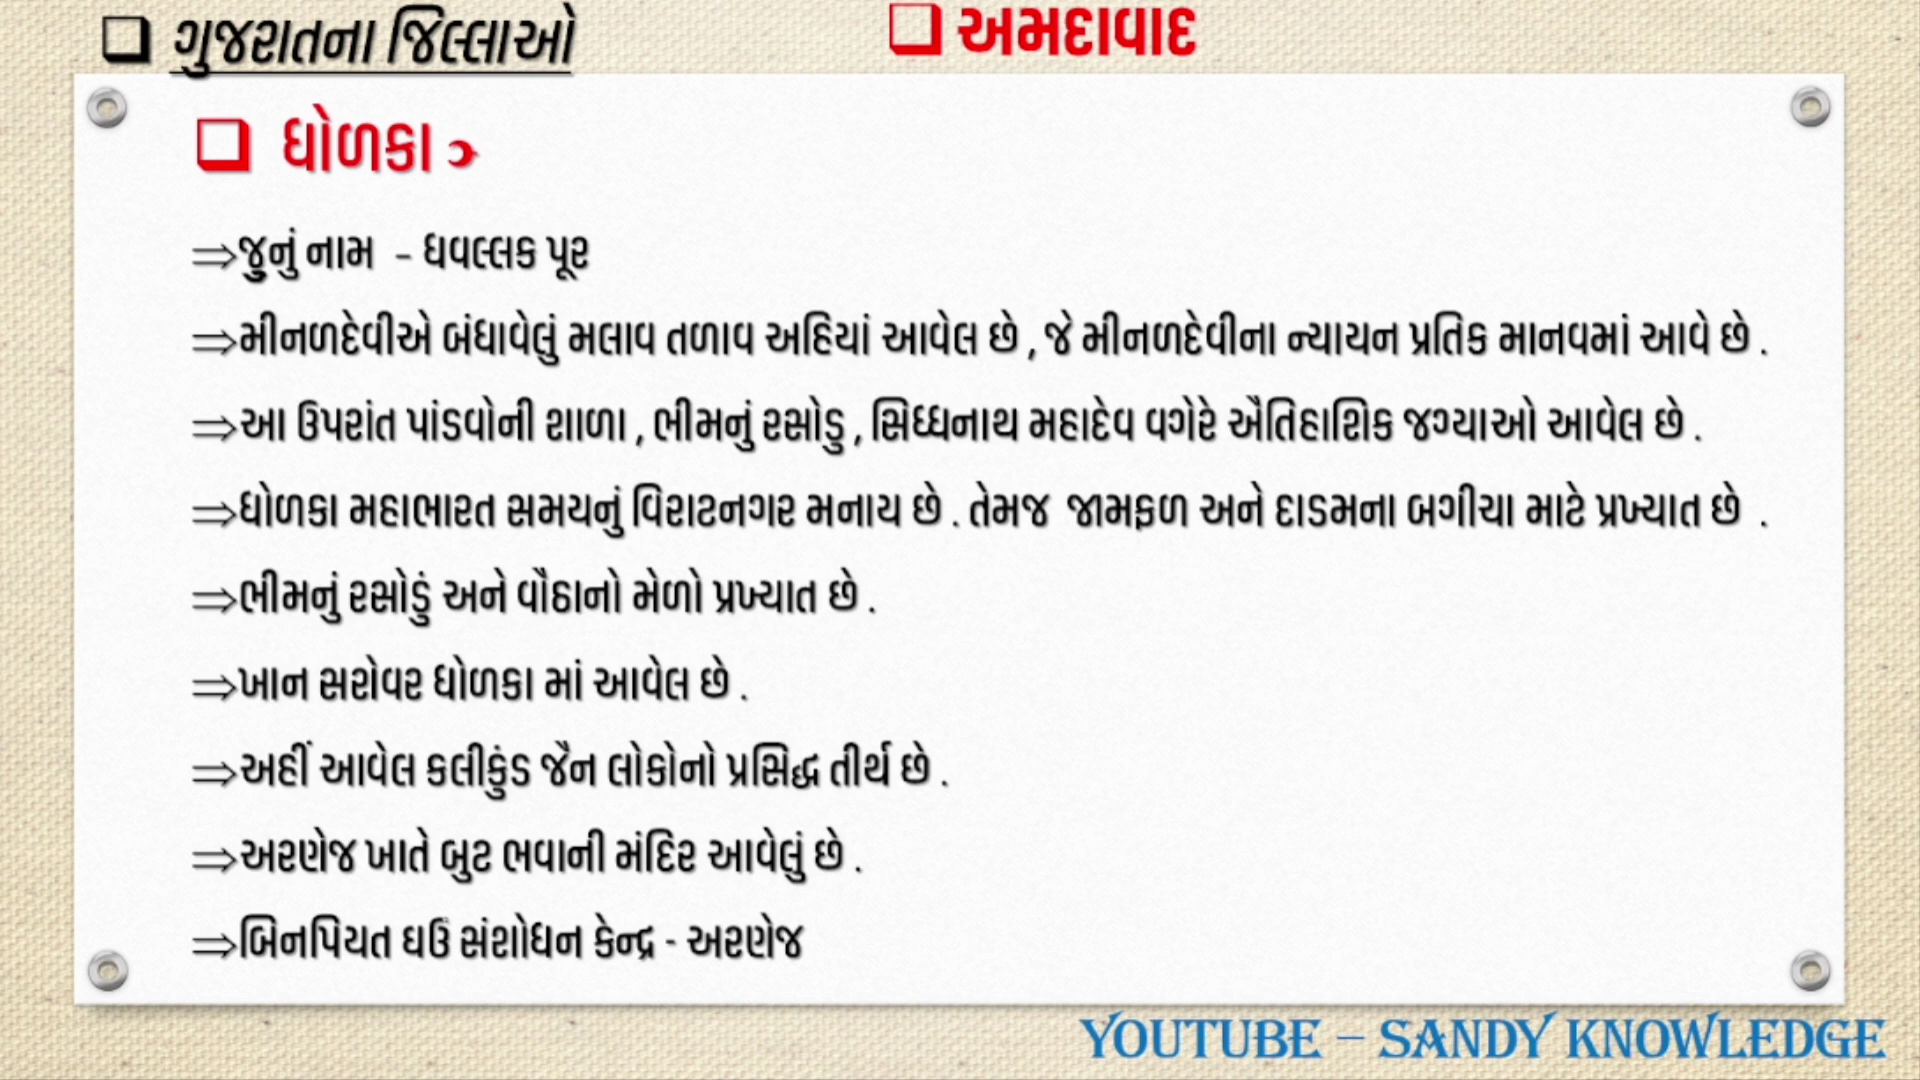 ❑ ગુજરાતના જિલ્લાઓ
❑ અમદાવાદ
❑ ધોળકા
⇒જુનું નામ – ધવલ્લક પૂર
⇒મીનળદેવીએ બંધાવેલું મલાવ તળાવ અહિયાં આવેલ છે , જે મીનળદેવીના ન્યાયન પ્રતિક માનવમાં આવે છે .
⇒આ ઉપરાંત પાંડવોની શાળા , ભીમનું રસોડુ , સિધ્ધનાથ મહાદેવ વગેરે ઐતિહાશિક જગ્યાઓ આવેલ છે .
⇒ધોળકા મહાભારત સમયનું વિરાટનગર મનાય છે . તેમજ જામફળ અને દાડમના બગીચા માટે પ્રખ્યાત છે .
⇒ભીમનું રસોડું અને વૌઠાનો મેળો પ્રખ્યાત છે .
⇒ખાન સરોવર ધોળકા માં આવેલ છે .
⇒અહીં આવેલ કલીકુંડ જૈન લોકોનો પ્રસિદ્ધ તીર્થ છે .
⇒અરણેજ ખાતે બુટ ભવાની મંદિર આવેલું છે .
⇒બિનપિયત ઘઉં સંશોધન કેન્દ્ર - અરણેજ
YOUTUBE – SANDY KNOWLEDGE